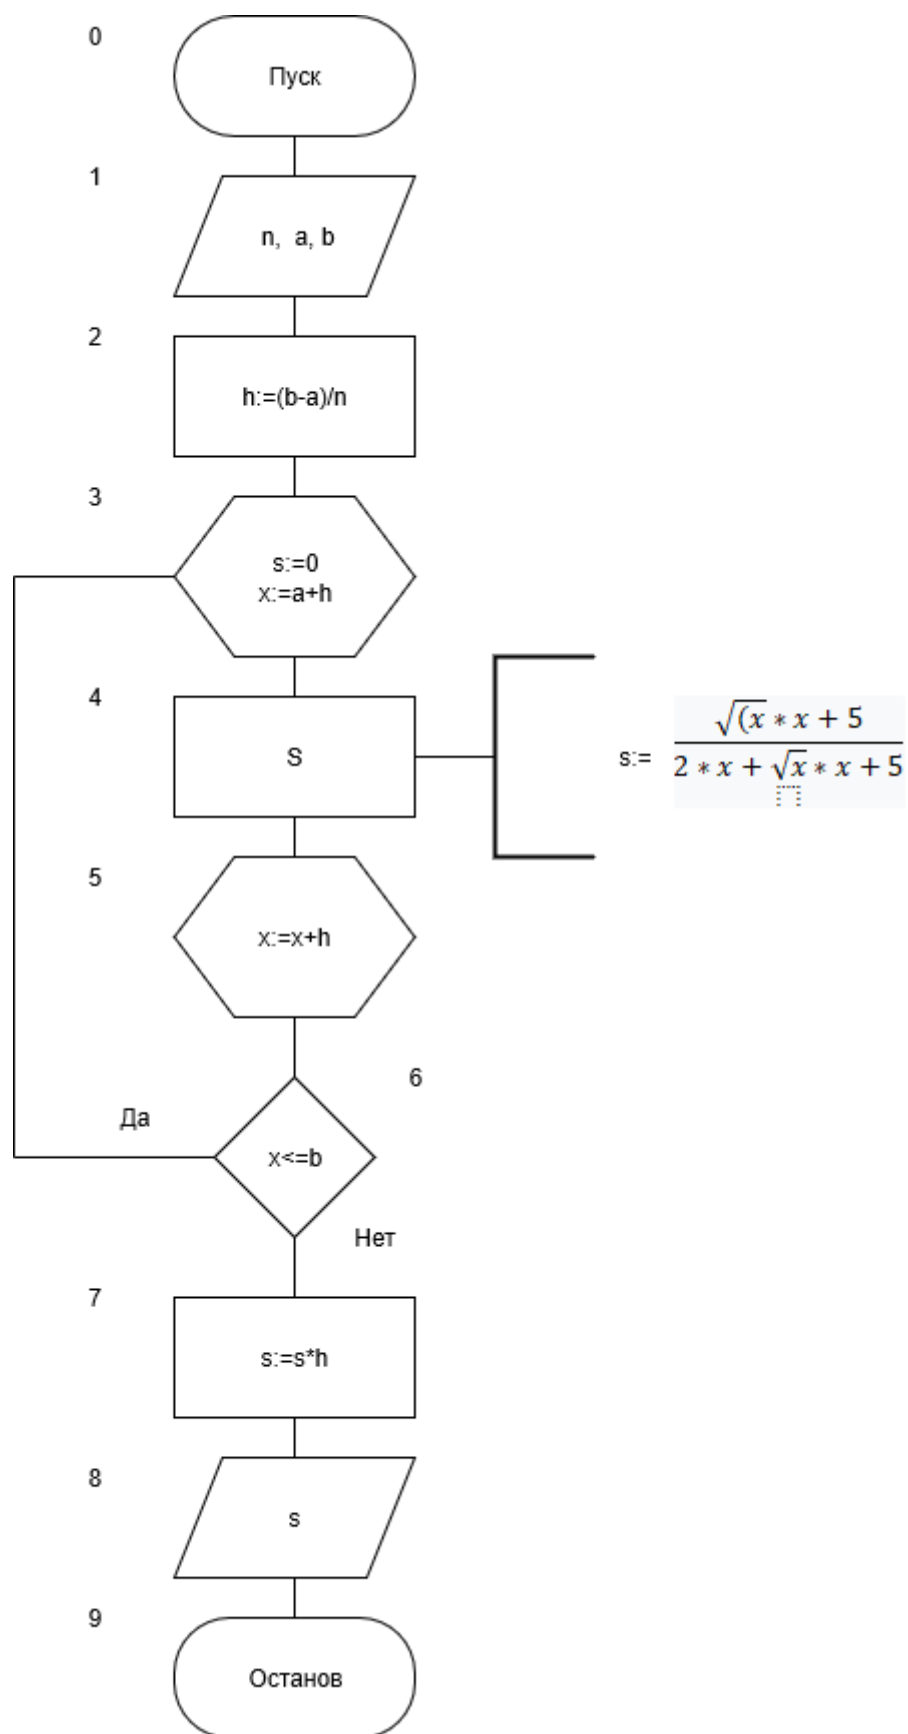 0
Пуск
1
n, a, b
2
h:=(b-a)/n
3
s:=0
x:=a+h
4
S
s:= √(x * x + 5
2 * x + √x * x + 5
5
x:=x+h
6
Да
x<=b
Нет
7
s:=s*h
8
s
9
Останов